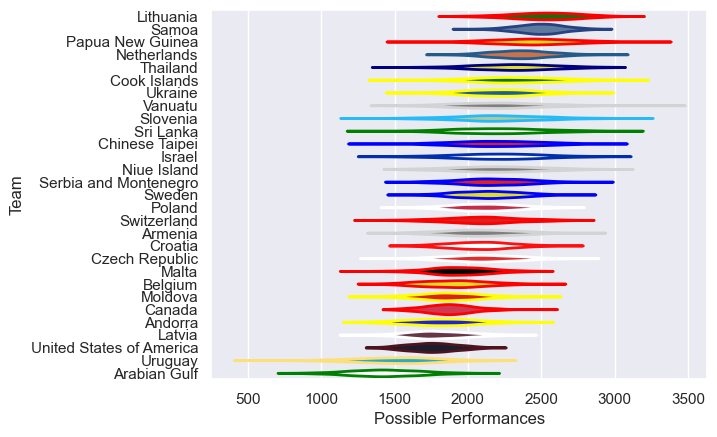 Lithuania
Samoa
Papua New Guinea
Netherlands
Thailand
Cook Islands
Ukraine
Vanuatu
Slovenia
Sri Lanka
Chinese Taipei
Israel
Niue Island
Serbia and Montenegro
Sweden
Poland
Switzerland
Armenia
Croatia
Czech Republic
Malta
Belgium
Moldova
Canada
Andorra
Latvia
United States of America
Uruguay
Arabian Gulf
Team
500 1000 1500 2000 2500 3000 3500
Possible Performances